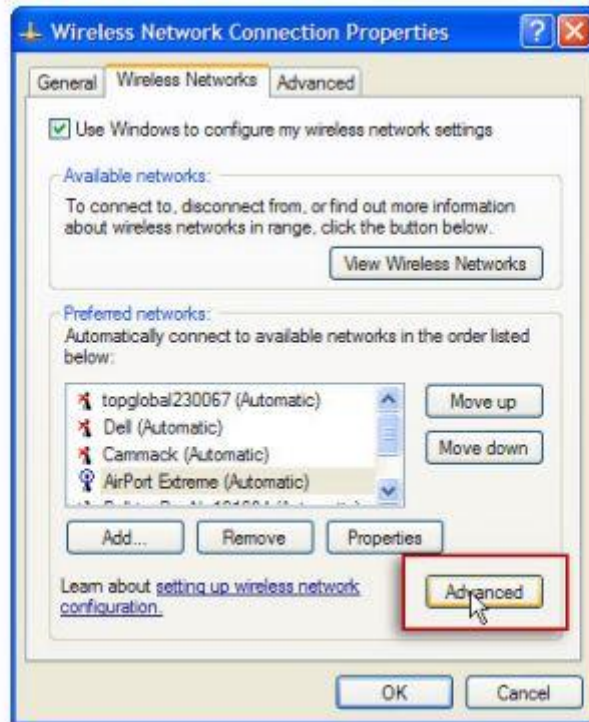 Wireless Network Connection Properties
General Wireless Networks Advanced
Use Windows to configure my wireless network settings
Available networks:
To connect to, disconnect from, or find out more information
about wireless networks in range, click the button below.
View Wireless Networks
Preferred networks:
Automatically connect to available networks in the order listed
below:
topglobal230067 (Automatic)
Dell (Automatic)
Cammack (Automatic)
AirPort Extreme (Automatic)
Move up
Move down
Add... Remove Properties
Learn about setting up wireless network
configuration.
Advanced
OK Cancel